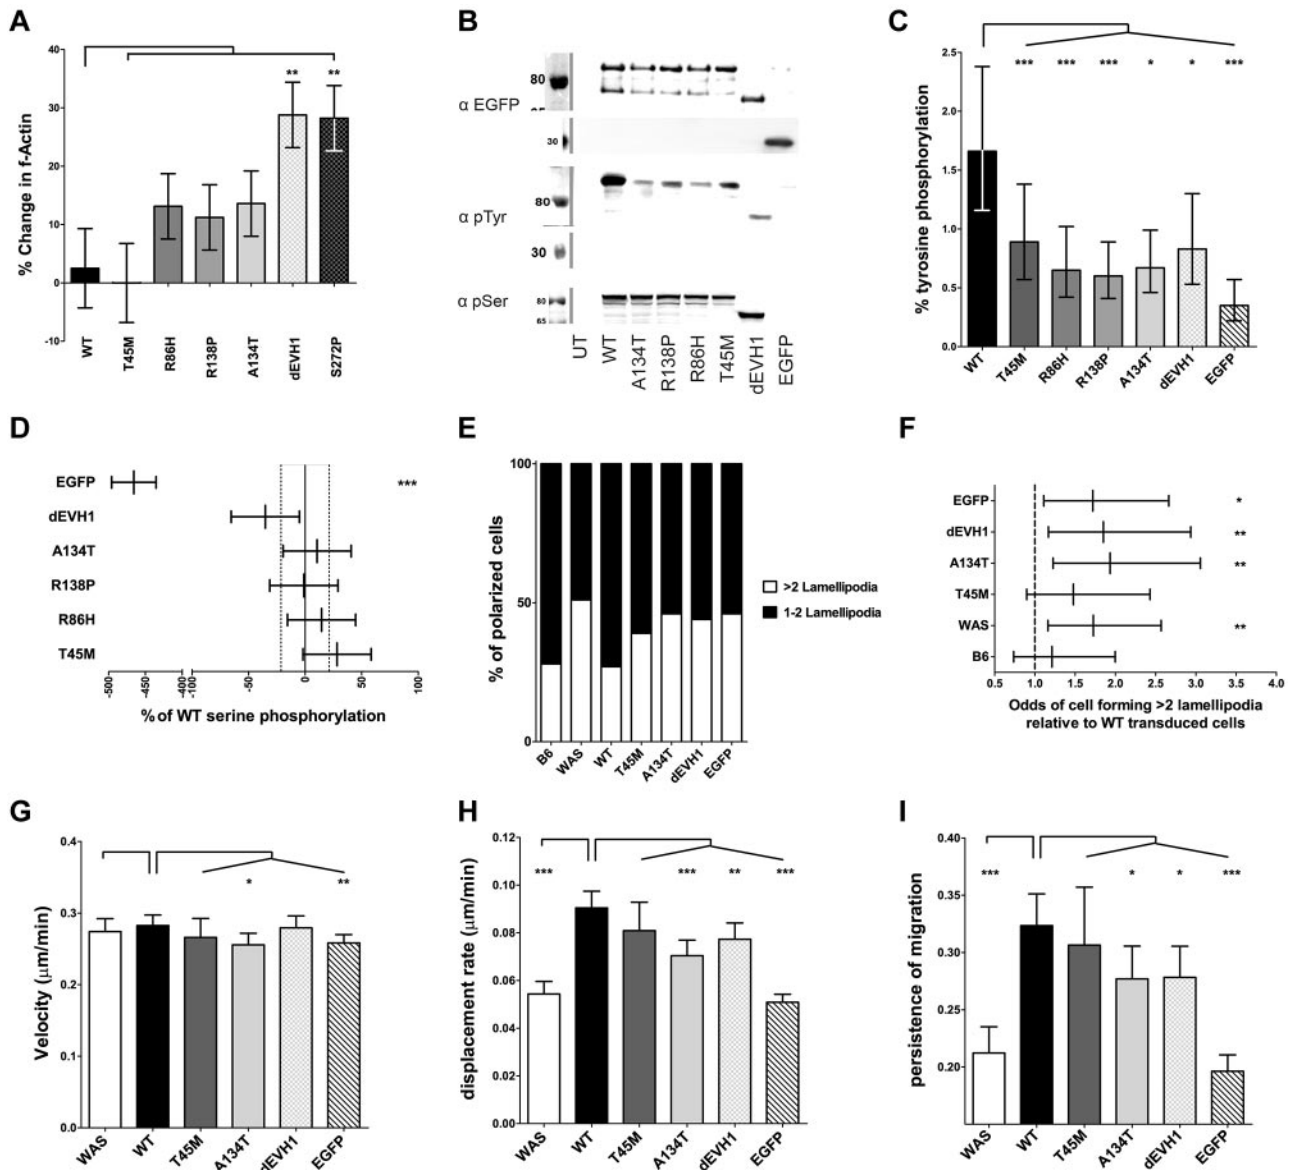 A
% Change in f-Actin
40
30
20
10
0
-10
** **
WT T45M R86H R138P A134T dEVH1 S272P
B
α EGFP
80
30
α pTyr
80
30
α pSer
80
65
UT WT A134T R138P R86H T45M dEVH1 EGFP
C
% tyrosine phosphorylation
2.5
2.0
1.5
1.0
0.5
0.0
*** *** *** * * ***
WT T45M R86H R138P A134T dEVH1 EGFP
D
EGFP ***
dEVH1
A134T
R138P
R86H
T45M
-500 -450 -400 -100 -50 0 50 100
% of WT serine phosphorylation
E
% of polarized cells
100
50
0
>2 Lamellipodia
1-2 Lamellipodia
B6 WAS WT T45M A134T dEVH1 EGFP
F
EGFP *
dEVH1 **
A134T **
T45M
WAS **
B6
0.5 1.0 1.5 2.0 2.5 3.0 3.5 4.0
Odds of cell forming >2 lamellipodia
relative to WT transduced cells
G
Velocity (μm/min)
0.4
0.3
0.2
0.1
0.0
* **
WAS WT T45M A134T dEVH1 EGFP
H
displacement rate (μm/min)
0.12
0.10
0.08
0.06
0.04
0.02
0.00
*** *** ** ***
WAS WT T45M A134T dEVH1 EGFP
I
persistence of migration
0.40
0.35
0.30
0.25
0.20
*** * * ***
WAS WT T45M A134T dEVH1 EGFP